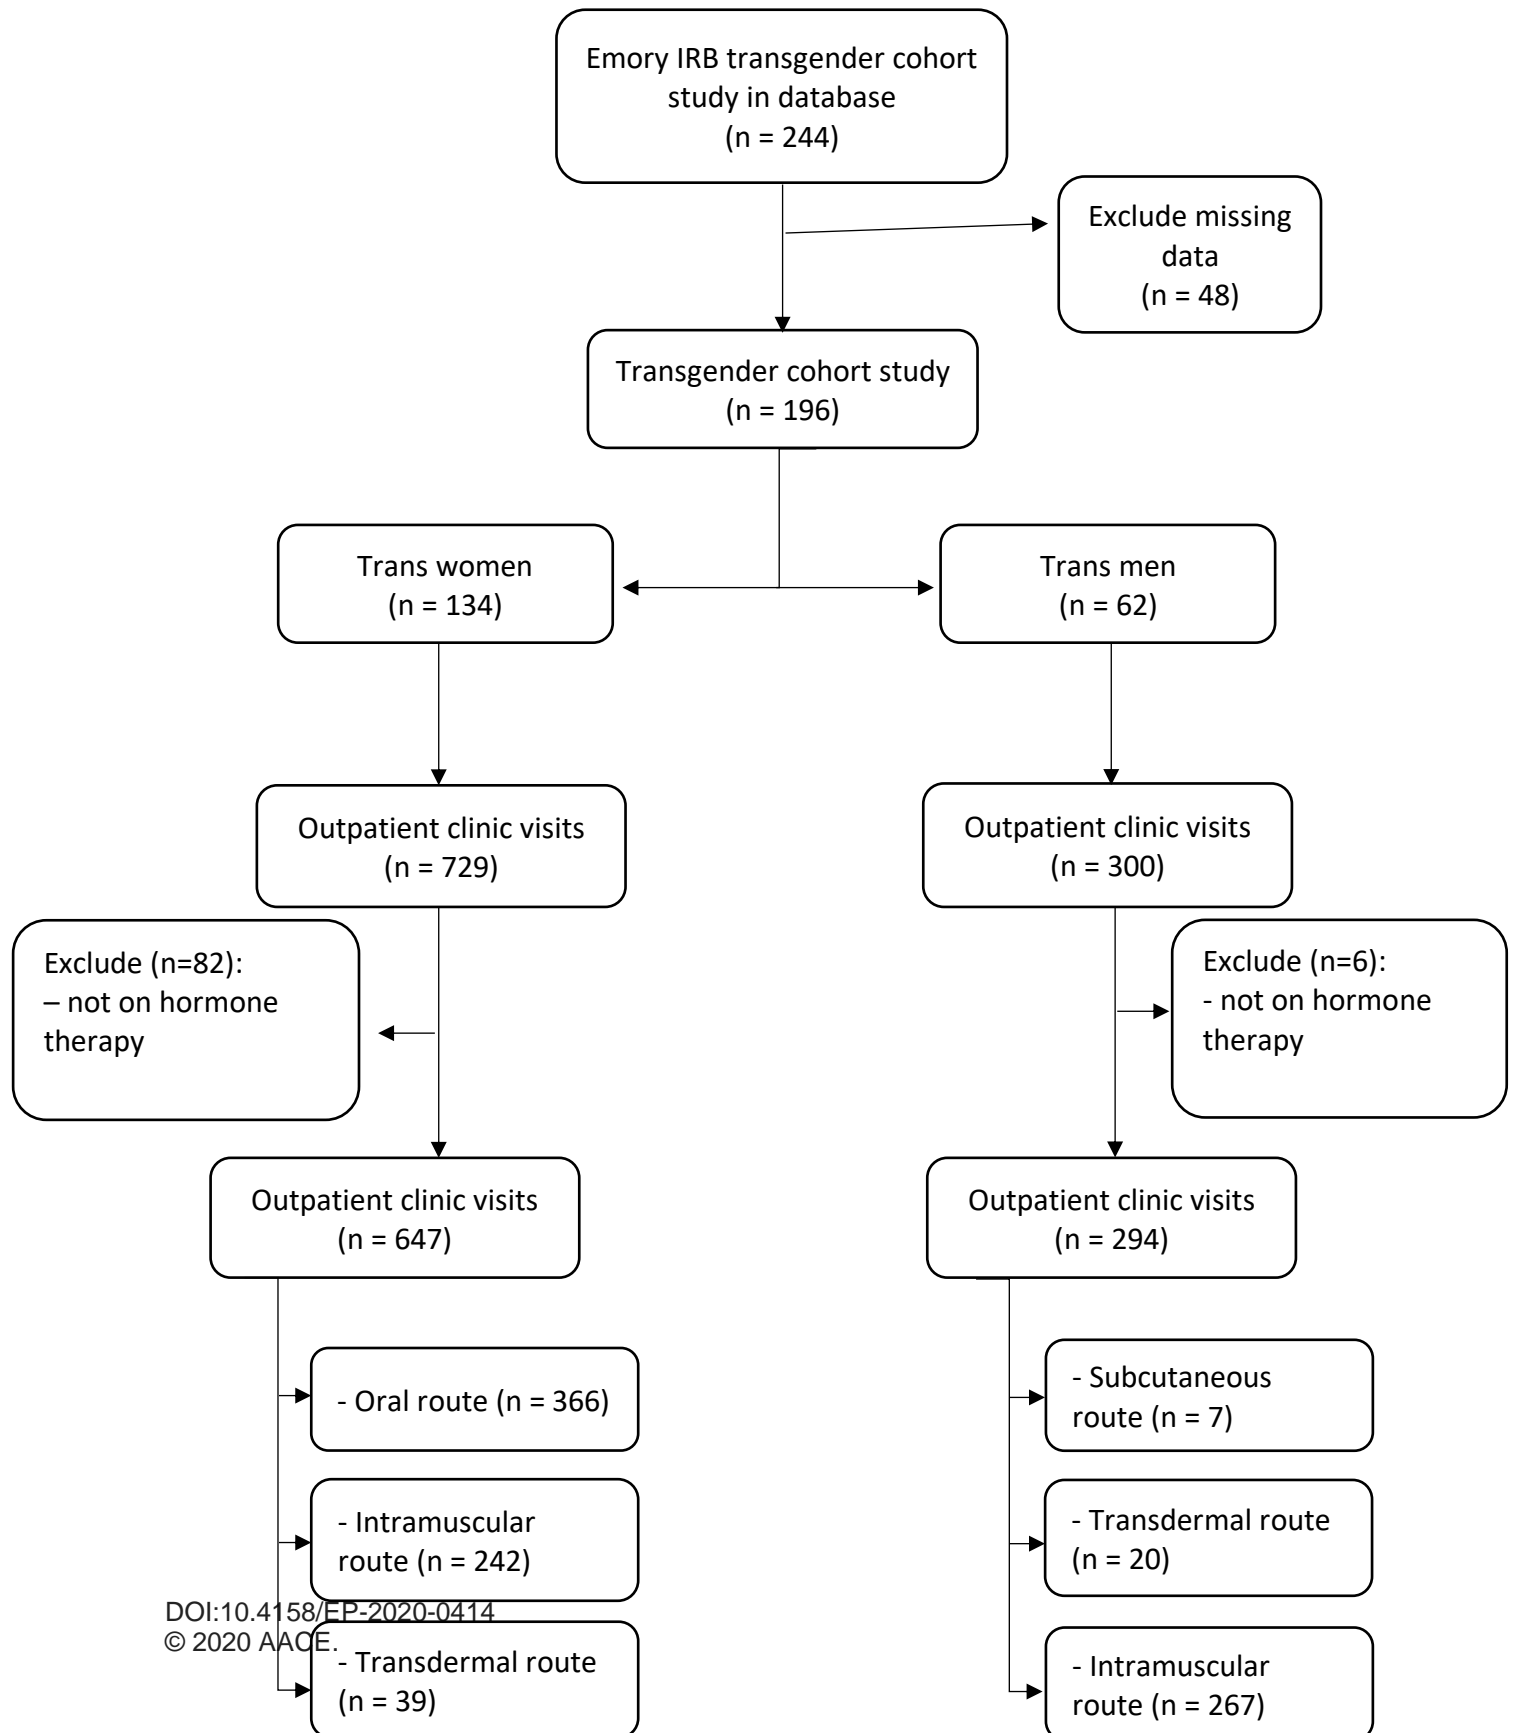 Emory IRB transgender cohort
study in database
(n = 244)
Exclude missing
data
(n = 48)
Transgender cohort study
(n = 196)
Trans women
(n = 134)
Trans men
(n = 62)
Outpatient clinic visits
(n = 729)
Outpatient clinic visits
(n = 300)
Exclude (n=82):
– not on hormone
therapy
Exclude (n=6):
- not on hormone
therapy
Outpatient clinic visits
(n = 647)
Outpatient clinic visits
(n = 294)
- Oral route (n = 366)
- Intramuscular
route (n = 242)
- Transdermal route
(n = 39)
- Subcutaneous
route (n = 7)
- Transdermal route
(n = 20)
- Intramuscular
route (n = 267)
DOI:10.4158/EP-2020-0414
© 2020 AACE.